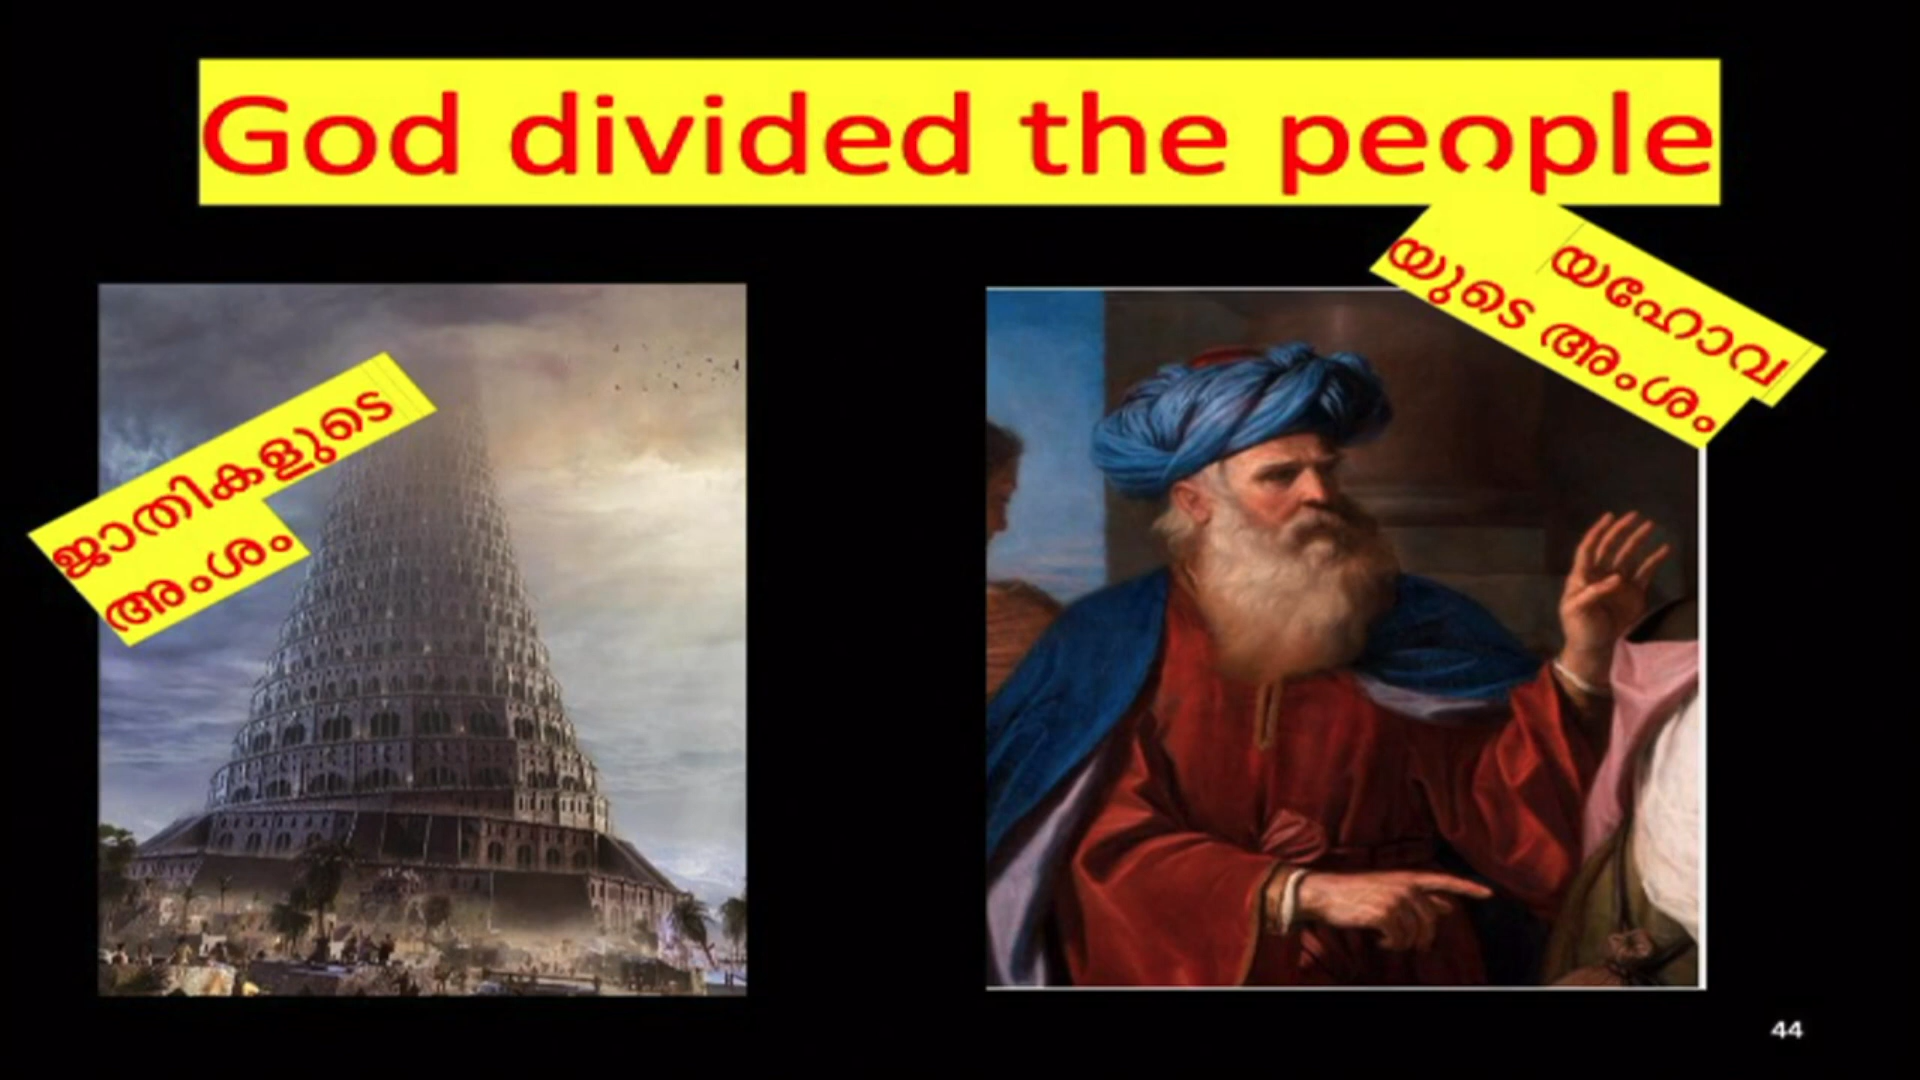 God divided the people
യഹോവ
യുടെ അംശം
ജാതികളുടെ
അംശം
44